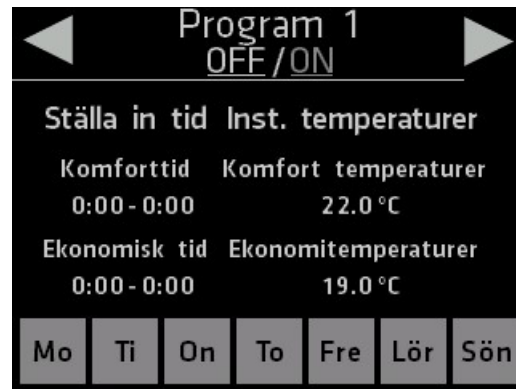 Program 1
OFF/ON
Ställa in tid Inst. temperaturer
Komforttid Komfort temperaturer
0:00-0:00 22.0 °C
Ekonomisk tid Ekonomitemperaturer
0:00-0:00 19.0 °C
Mo Ti On To Fre Lör Sön